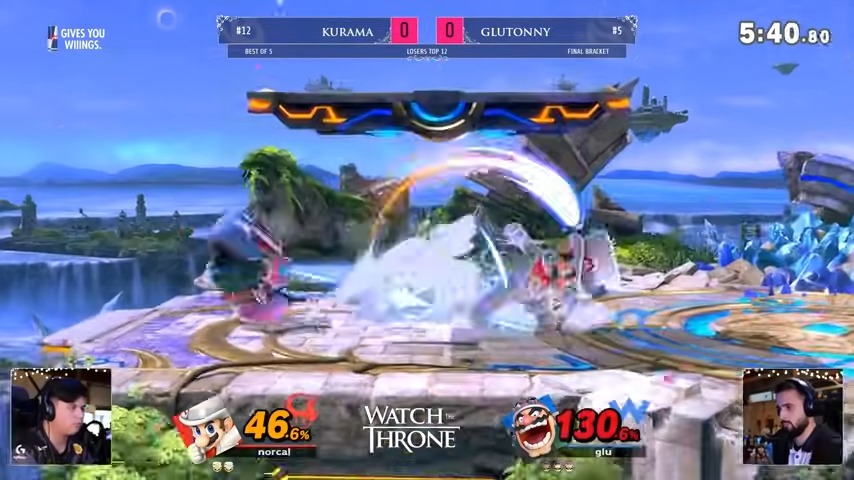 GIVES YOU
WIIINGS.
#12
KURAMA
0
0
GLUTONNY
#5
BEST OF 5
LOSERS TOP 12
FINAL BRACKET
5:40.80
46.6%
norcal
WATCH THE
THRONE
130.6%
glu